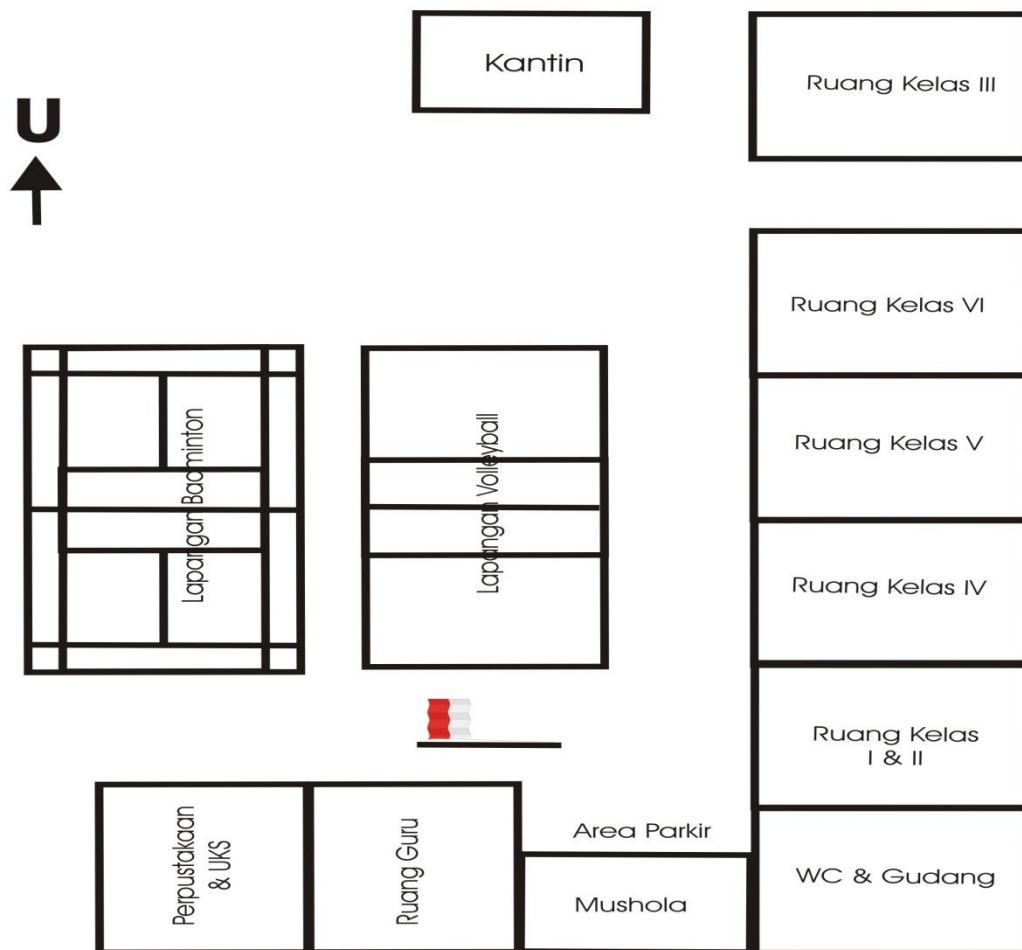 Kantin
Ruang Kelas III
U
Ruang Kelas VI
Lapangan Badminton
Lapangan Volleyball
Ruang Kelas V
Ruang Kelas IV
Ruang Kelas
I & II
Perpustakaan
& UKS
Ruang Guru
Area Parkir
Mushola
WC & Gudang